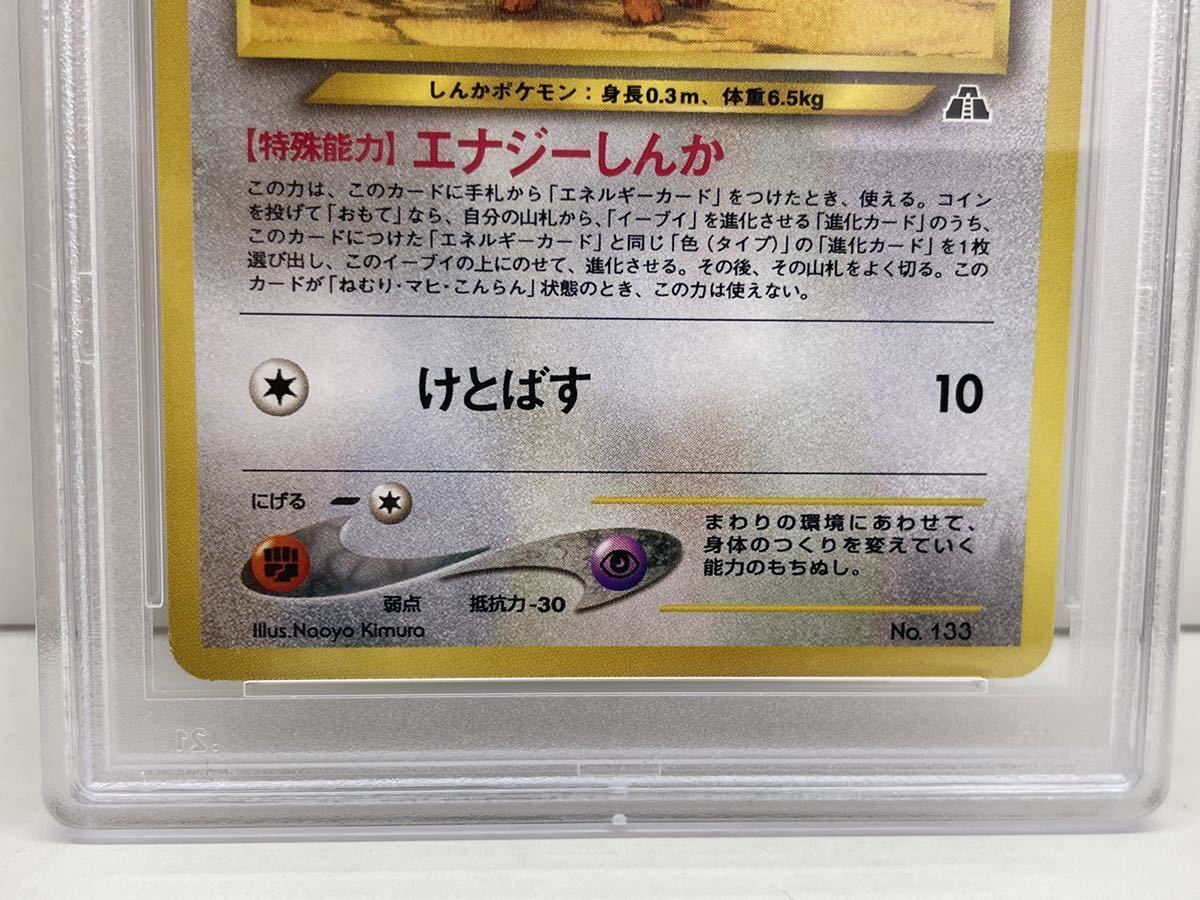 しんかポケモン：身長0.3m、体重6.5kg
【特殊能力】エナジーしんか
この力は、このカードに手札から「エネルギーカード」をつけたとき、使える。コイン
を投げて「おもて」なら、自分の山札から、「イーブイ」を進化させる「進化カード」のうち、
このカードにつけた「エネルギーカード」と同じ「色（タイプ）」の「進化カード」を1枚
選び出し、このイーブイの上にのせて、進化させる。その後、その山札をよく切る。この
カードが「ねむり・マヒ・こんらん」状態のとき、この力は使えない。
けとばす 10
にげる
まわりの環境にあわせて、
身体のつくりを変えていく
能力のもちぬし。
弱点 抵抗力-30
Illus.Naoyo Kimura No. 133